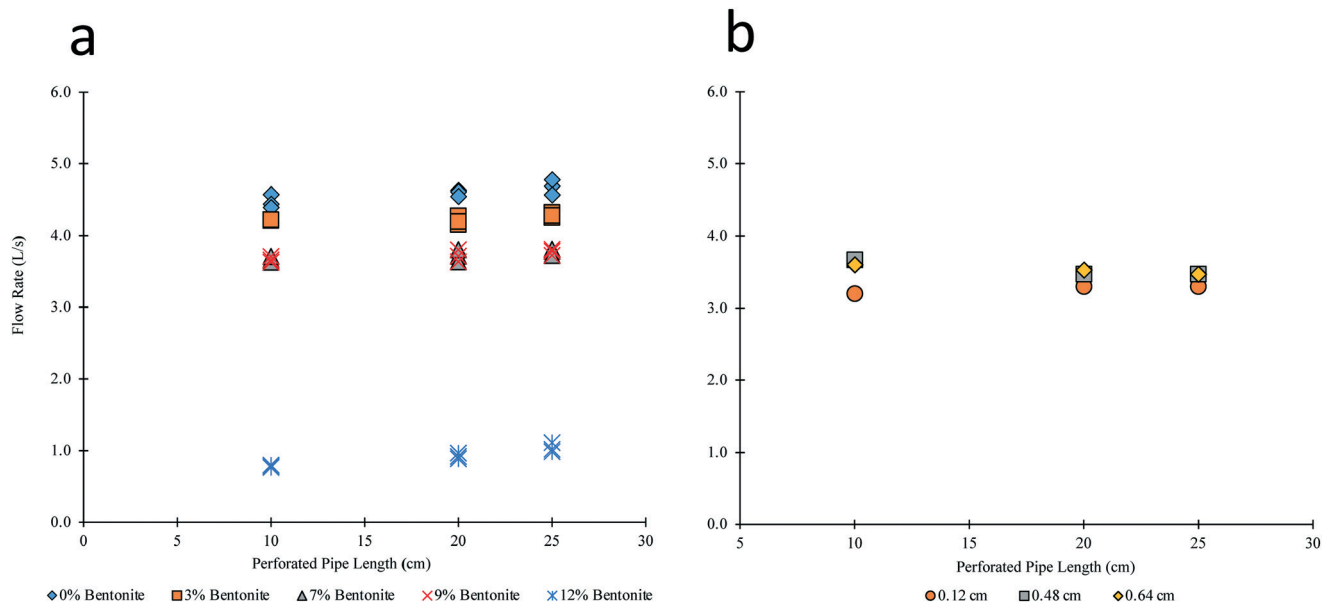 a
6.0
5.0
4.0
3.0
2.0
1.0
0.0
Flow Rate (L/s)
0 5 10 15 20 25 30
Perforated Pipe Length (cm)
0% Bentonite 3% Bentonite 7% Bentonite 9% Bentonite 12% Bentonite
b
6.0
5.0
4.0
3.0
2.0
1.0
0.0
5 10 15 20 25 30
Perforated Pipe Length (cm)
0.12 cm 0.48 cm 0.64 cm